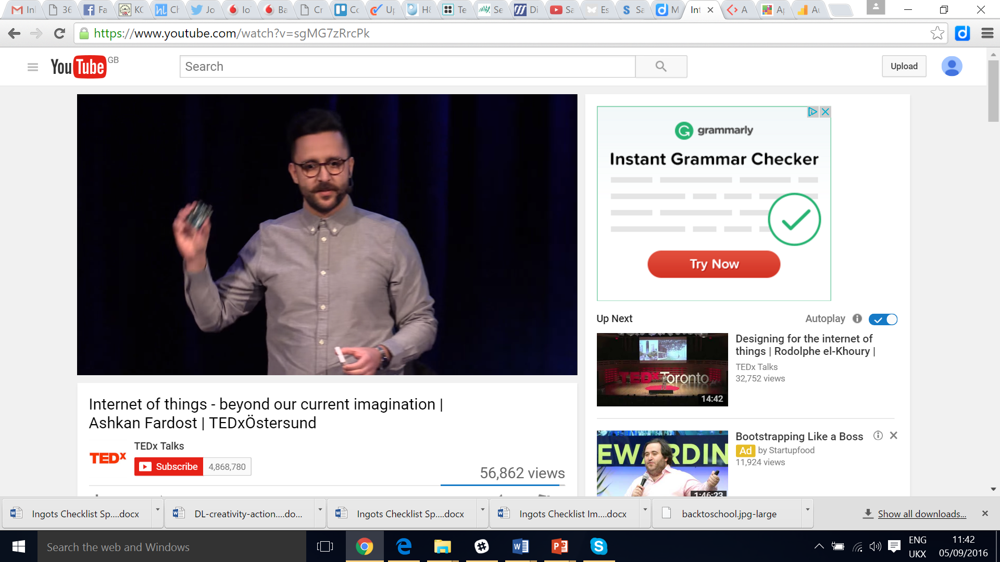 In
36
Fa
KC
hl
Ch
Jo
Io
Ba
Cr
Co
Up
H8
Te
Se
Di
Sa
Es
S
Sa
d
M
Int
A
Ap
Au
https://www.youtube.com/watch?v=sgMG7zRrcPk
d
YouTube GB
Search
Upload
grammarly
Instant Grammar Checker
Try Now
Up Next
Autoplay
TEDxToronto
14:42
Designing for the internet of
things | Rodolphe el-Khoury |
TEDx Talks
32,752 views
EWARDIN
1:46:23
Bootstrapping Like a Boss
Ad by Startupfood
11,924 views
Internet of things - beyond our current imagination |
Ashkan Fardost | TEDxÖstersund
TEDx
TEDx Talks
Subscribe 4,868,780
56,862 views
Ingots Checklist Sp....docx
DL-creativity-action....do...
Ingots Checklist Sp....docx
Ingots Checklist Im....docx
backtoschool.jpg-large
Show all downloads...
Search the web and Windows
ENG
UKX
11:42
05/09/2016